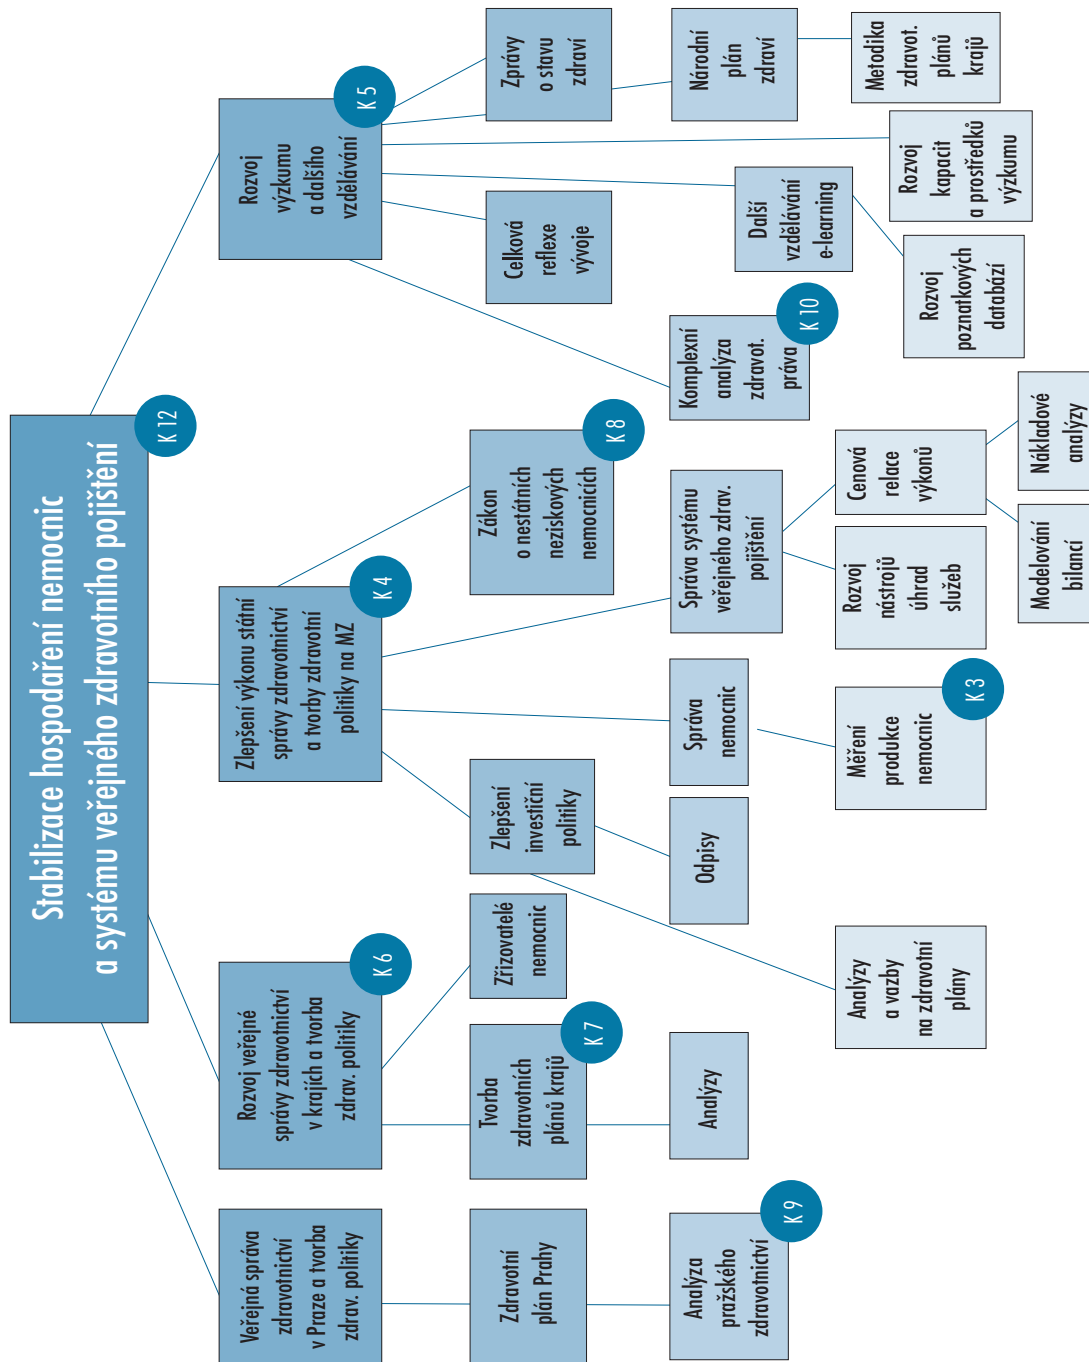 Stabilizace hospodaření nemocnic
a systému veřejného zdravotního pojištění
K 12
Veřejná správa
zdravotnictví
v Praze a tvorba
zdrav. politiky
Rozvoj veřejné
správy zdravotnictví
v krajích a tvorba
zdrav. politiky
K 6
Zlepšení výkonu státní
správy zdravotnictví
a tvorby zdravotní
politiky na MZ
K 4
Rozvoj
výzkumu
a dalšího
vzdělávání
K 5
Zdravotní
plán Prahy
Tvorba
zdravotních
plánů krajů
K 7
Zřizovatelé
nemocnic
Zlepšení
investiční
politiky
Zákon
o nestátních
neziskových
nemocnicích
K 8
Celková
reflexe
vývoje
Zprávy
o stavu
zdraví
Analýza
pražského
zdravotnictví
K 9
Analýzy
Odpisy
Správa
nemocnic
Správa systému
veřejného zdrav.
pojištění
Komplexní
analýza
zdravot.
práva
K 10
Další
vzdělávání
e-learning
Národní
plán
zdraví
Analýzy
a vazby
na zdravotní
plány
Měření
produkce
nemocnic
K 3
Rozvoj
nástrojů
úhrad
služeb
Cenová
relace
výkonů
Rozvoj
poznatkových
databází
Rozvoj
kapacit
a prostředků
výzkumu
Metodika
zdravot.
plánů
krajů
Modelování
bilancí
Nákladové
analýzy